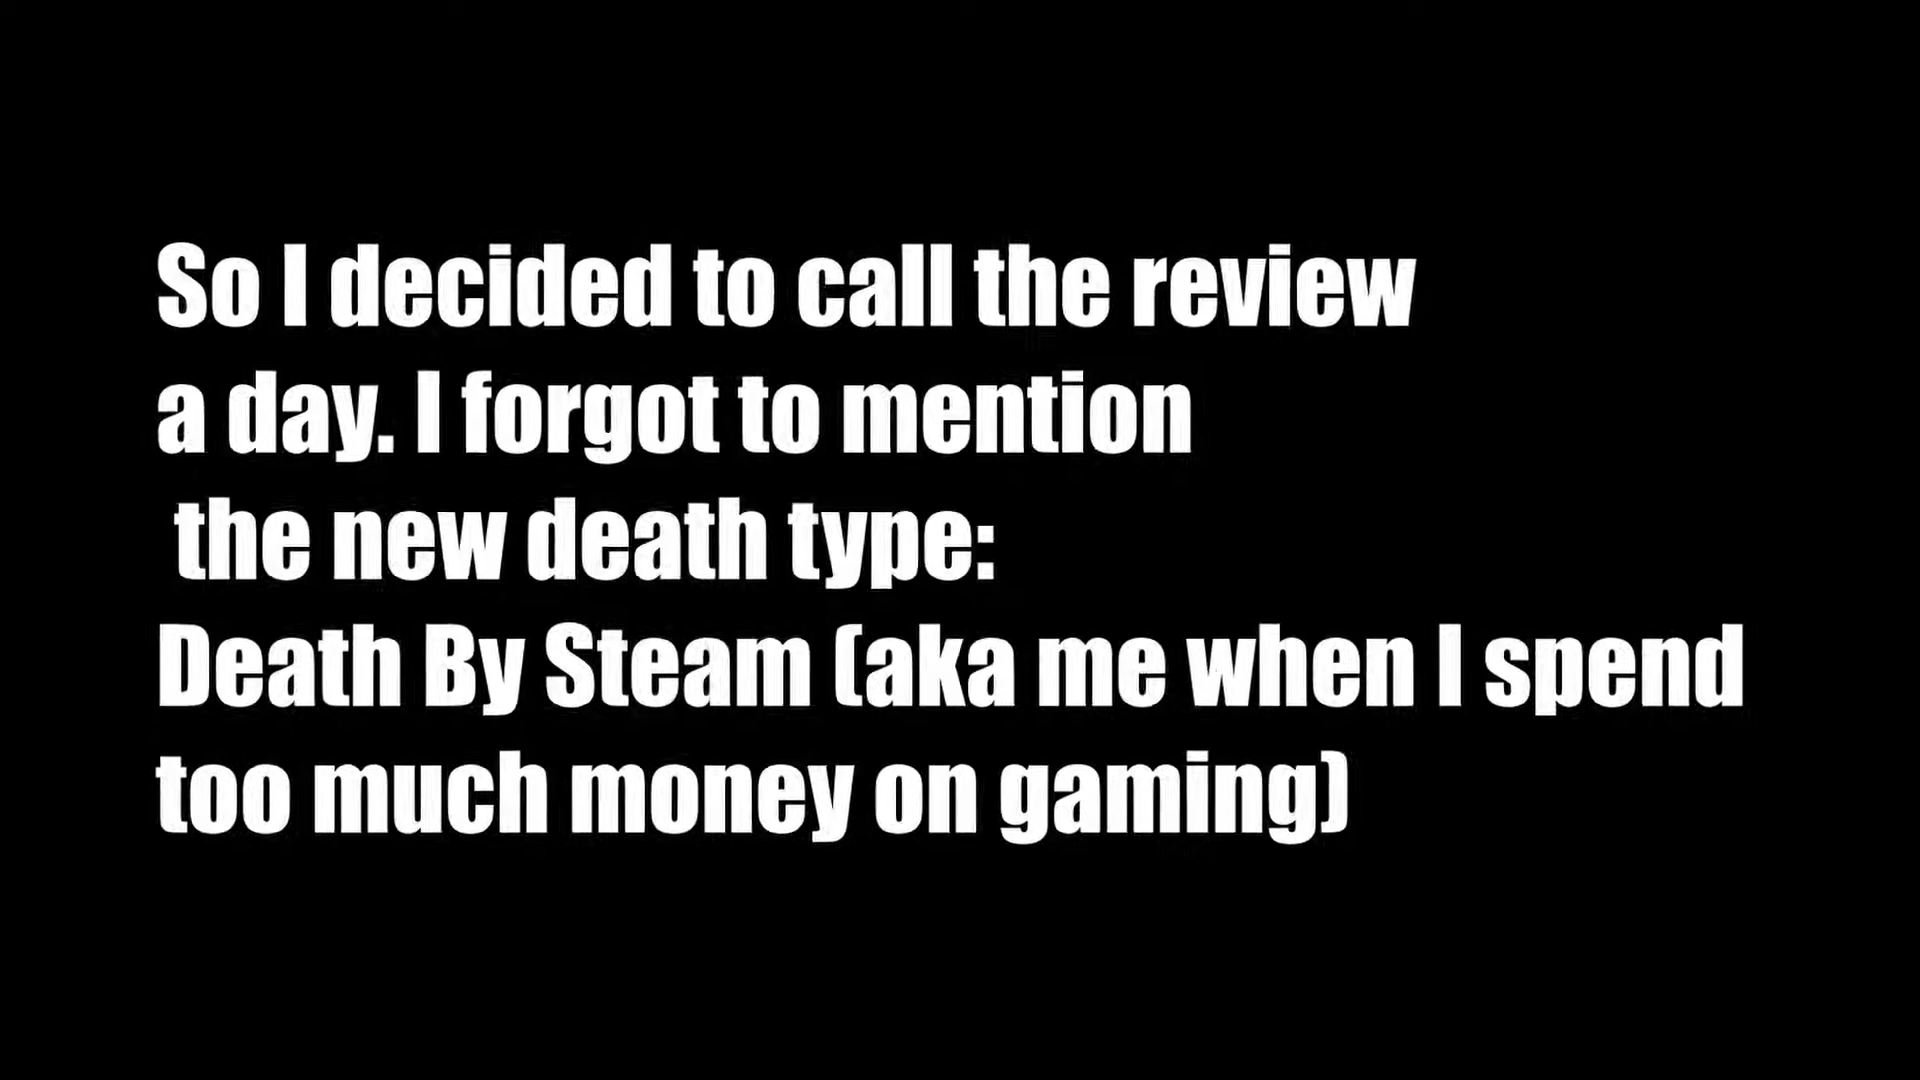 So I decided to call the review
a day. I forgot to mention
the new death type:
Death By Steam (aka me when I spend
too much money on gaming)